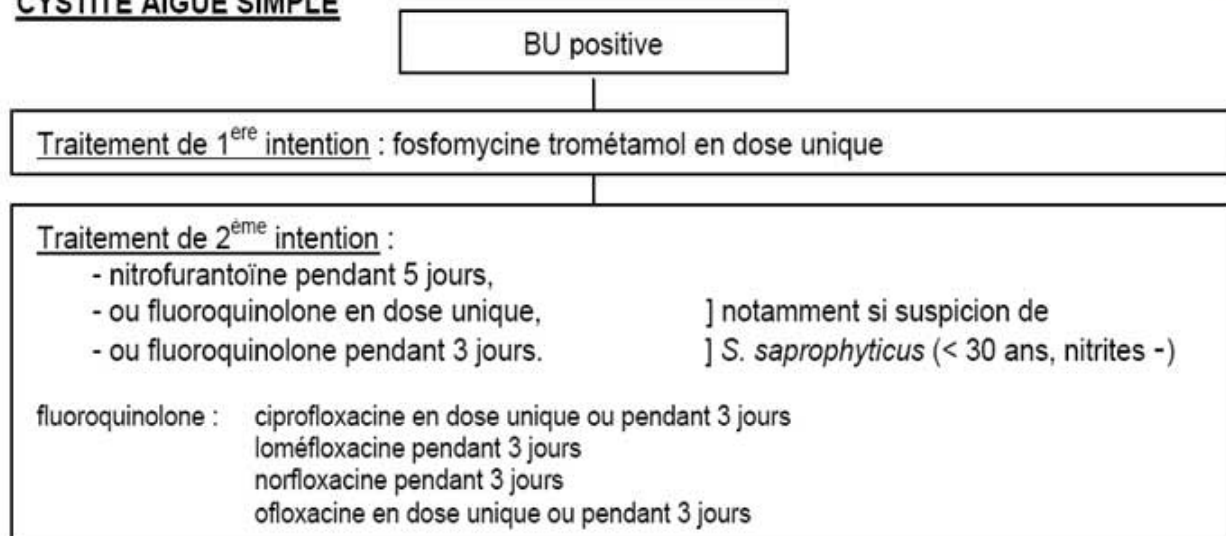 CYSTITE AIGUE SIMPLE
BU positive
Traitement de 1ere intention : fosfomycine trométamol en dose unique
Traitement de 2ème intention :
- nitrofurantoïne pendant 5 jours,
- ou fluoroquinolone en dose unique, ] notamment si suspicion de
- ou fluoroquinolone pendant 3 jours. ] S. saprophyticus (< 30 ans, nitrites -)
fluoroquinolone : ciprofloxacine en dose unique ou pendant 3 jours
loméfloxacine pendant 3 jours
norfloxacine pendant 3 jours
ofloxacine en dose unique ou pendant 3 jours